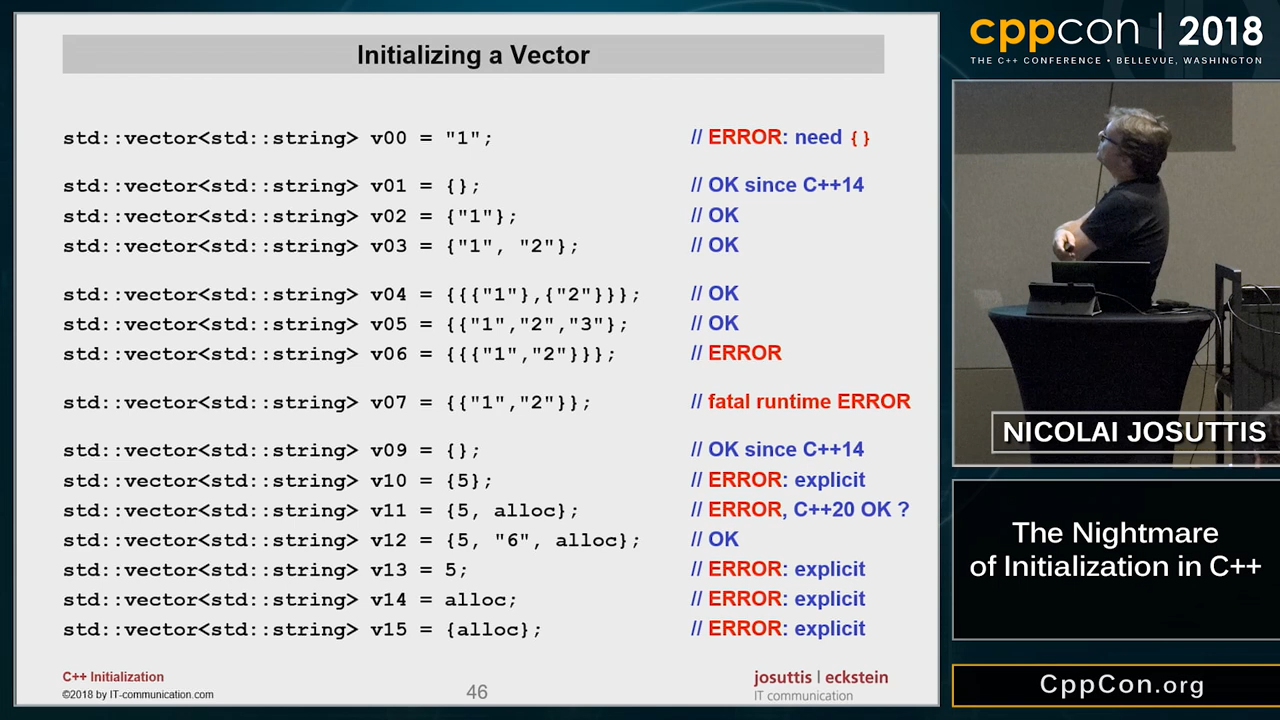 Initializing a Vector
std::vector<std::string> v00 = "1"; // ERROR: need { }
std::vector<std::string> v01 = {}; // OK since C++14
std::vector<std::string> v02 = {"1"}; // OK
std::vector<std::string> v03 = {"1", "2"}; // OK
std::vector<std::string> v04 = {{{"1"},{"2"}}}; // OK
std::vector<std::string> v05 = {{"1","2","3"}; // OK
std::vector<std::string> v06 = {{{"1","2"}}}; // ERROR
std::vector<std::string> v07 = {{"1","2"}}; // fatal runtime ERROR
std::vector<std::string> v09 = {}; // OK since C++14
std::vector<std::string> v10 = {5}; // ERROR: explicit
std::vector<std::string> v11 = {5, alloc}; // ERROR, C++20 OK ?
std::vector<std::string> v12 = {5, "6", alloc}; // OK
std::vector<std::string> v13 = 5; // ERROR: explicit
std::vector<std::string> v14 = alloc; // ERROR: explicit
std::vector<std::string> v15 = {alloc}; // ERROR: explicit
C++ Initialization
©2018 by IT-communication.com
46
josuttis | eckstein
IT communication
cppcon | 2018
THE C++ CONFERENCE • BELLEVUE, WASHINGTON
NICOLAI JOSUTTIS
The Nightmare
of Initialization in C++
CppCon.org